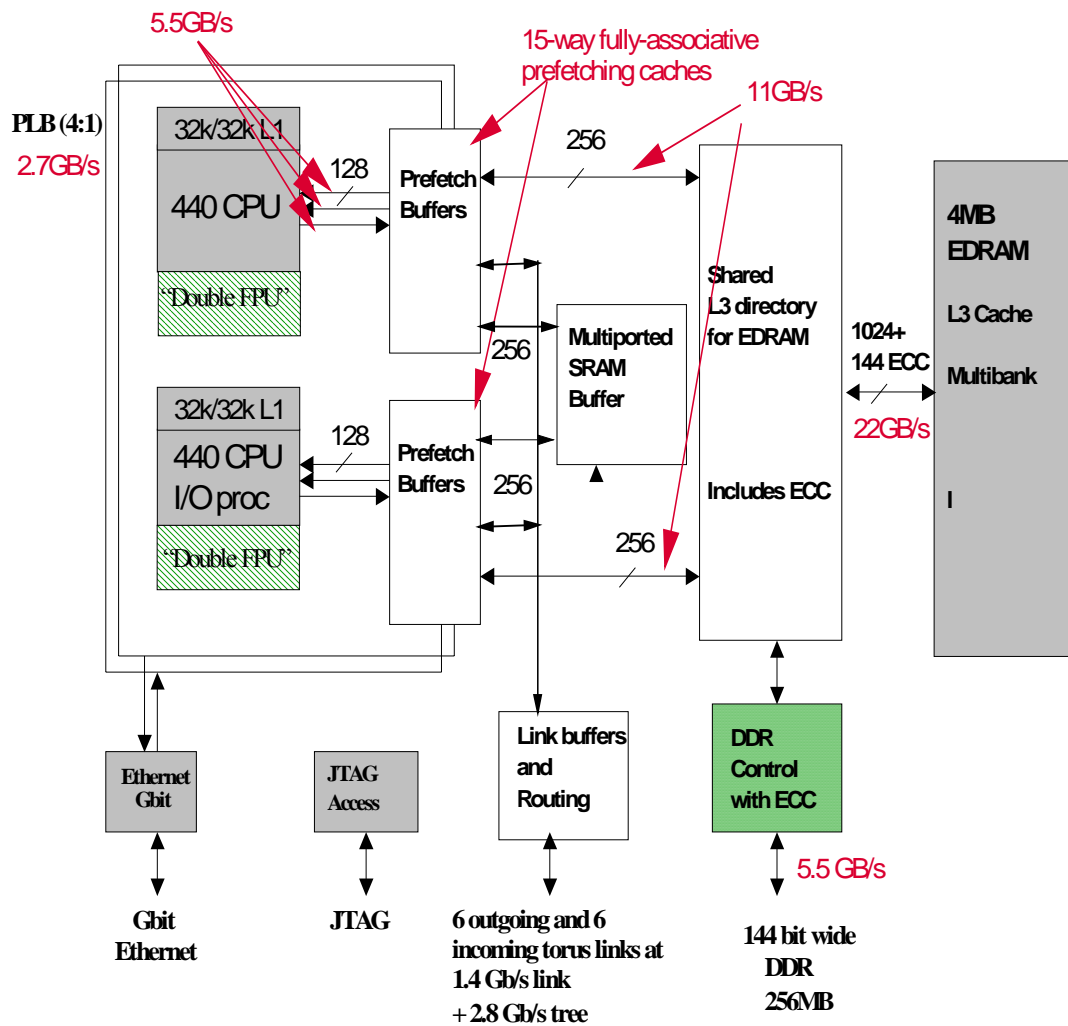 5.5GB/s
15-way fully-associative
prefetching caches
11GB/s
PLB (4:1)
2.7GB/s
32k/32k L1
440 CPU
"Double FPU"
128
Prefetch
Buffers
256
256
Multiported
SRAM
Buffer
Shared
L3 directory
for EDRAM
Includes ECC
1024+
144 ECC
22GB/s
4MB
EDRAM
L3 Cache
Multibank
l
32k/32k L1
440 CPU
I/O proc
"Double FPU"
128
Prefetch
Buffers
256
256
Ethernet
Gbit
JTAG
Access
Link buffers
and
Routing
DDR
Control
with ECC
5.5 GB/s
Gbit
Ethernet
JTAG
6 outgoing and 6
incoming torus links at
1.4 Gb/s link
+ 2.8 Gb/s tree
144 bit wide
DDR
256MB